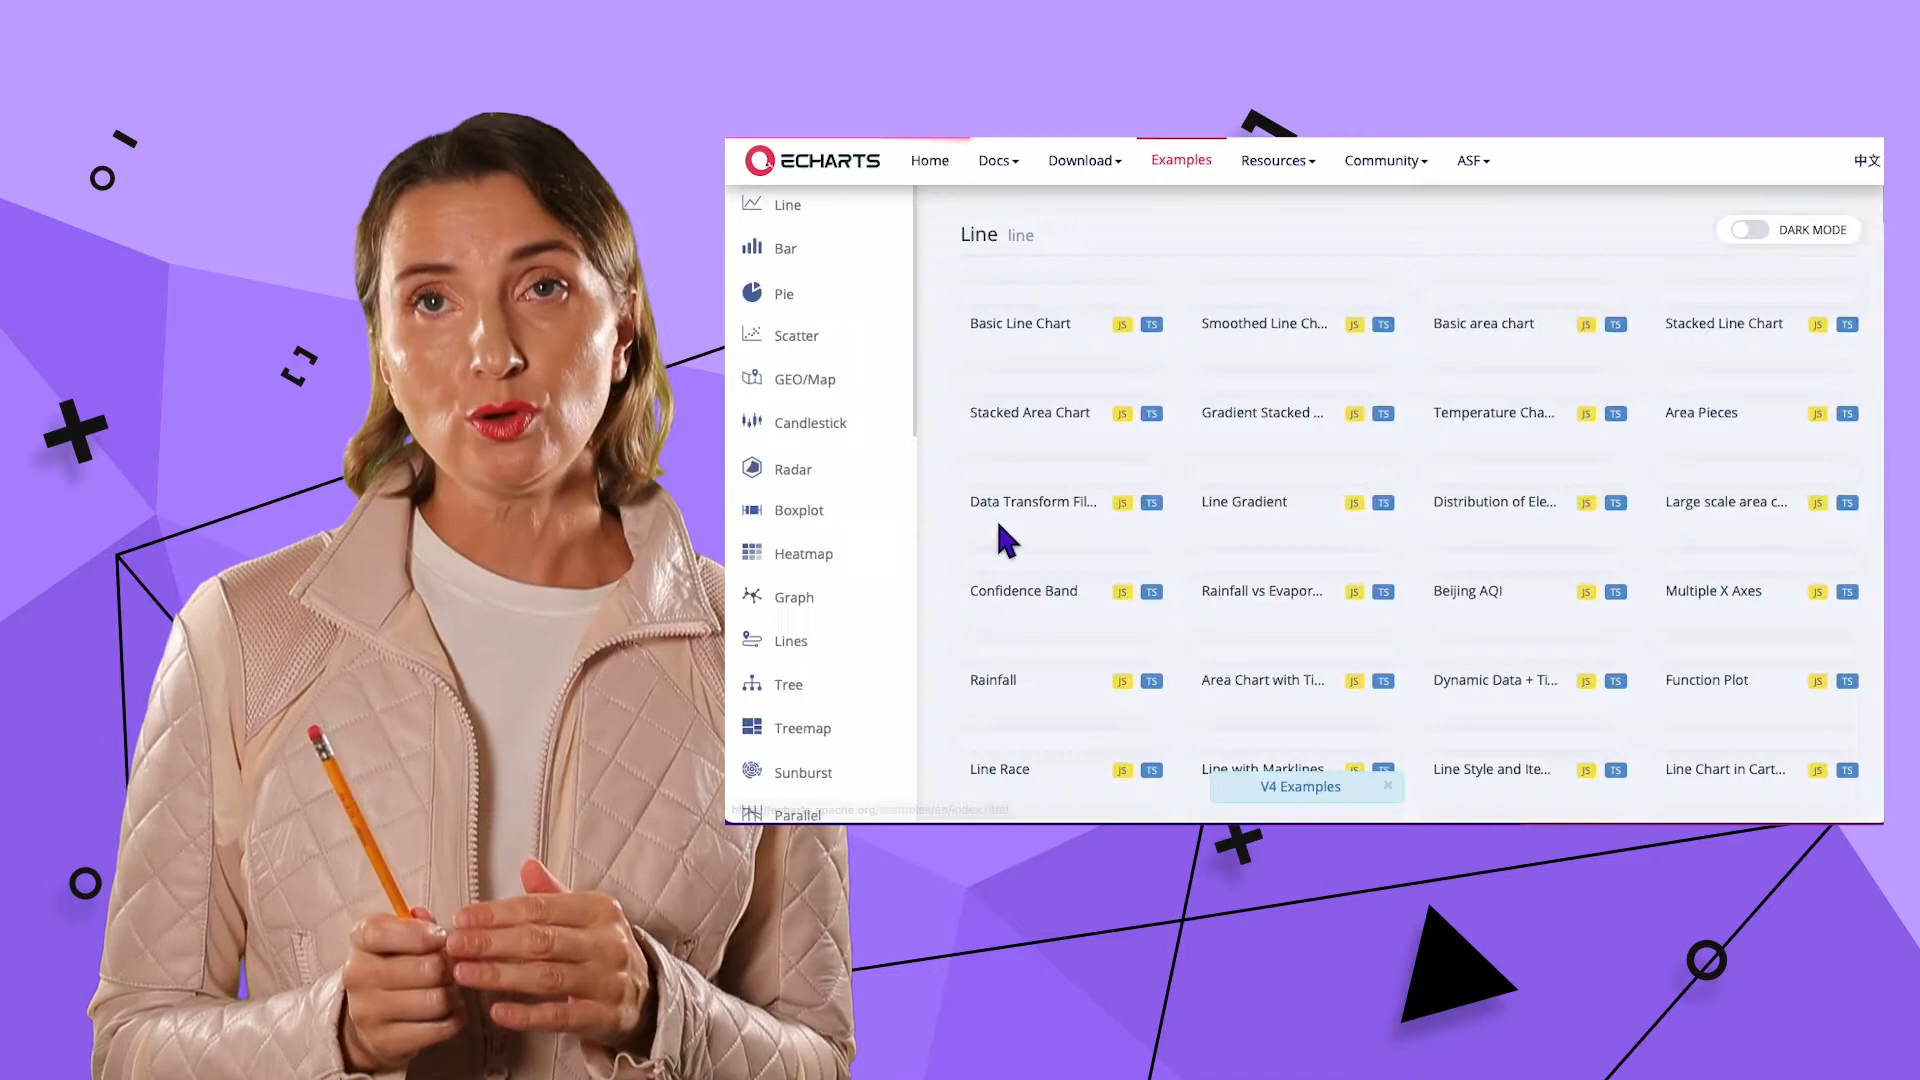 ECHARTS Home Docs Download Examples Resources Community ASF 中文
Line
Bar
Pie
Scatter
GEO/Map
Candlestick
Radar
Boxplot
Heatmap
Graph
Lines
Tree
Treemap
Sunburst
Parallel
Line line
DARK MODE
Basic Line Chart JS TS Smoothed Line Ch... JS TS Basic area chart JS TS Stacked Line Chart JS TS
Stacked Area Chart JS TS Gradient Stacked ... JS TS Temperature Cha... JS TS Area Pieces JS TS
Data Transform Fil... JS TS Line Gradient JS TS Distribution of Ele... JS TS Large scale area c... JS TS
Confidence Band JS TS Rainfall vs Evapor... JS TS Beijing AQI JS TS Multiple X Axes JS TS
Rainfall JS TS Area Chart with Ti... JS TS Dynamic Data + Ti... JS TS Function Plot JS TS
Line Race JS TS Line with Marklines JS TS Line Style and Ite... JS TS Line Chart in Cart... JS TS
V4 Examples